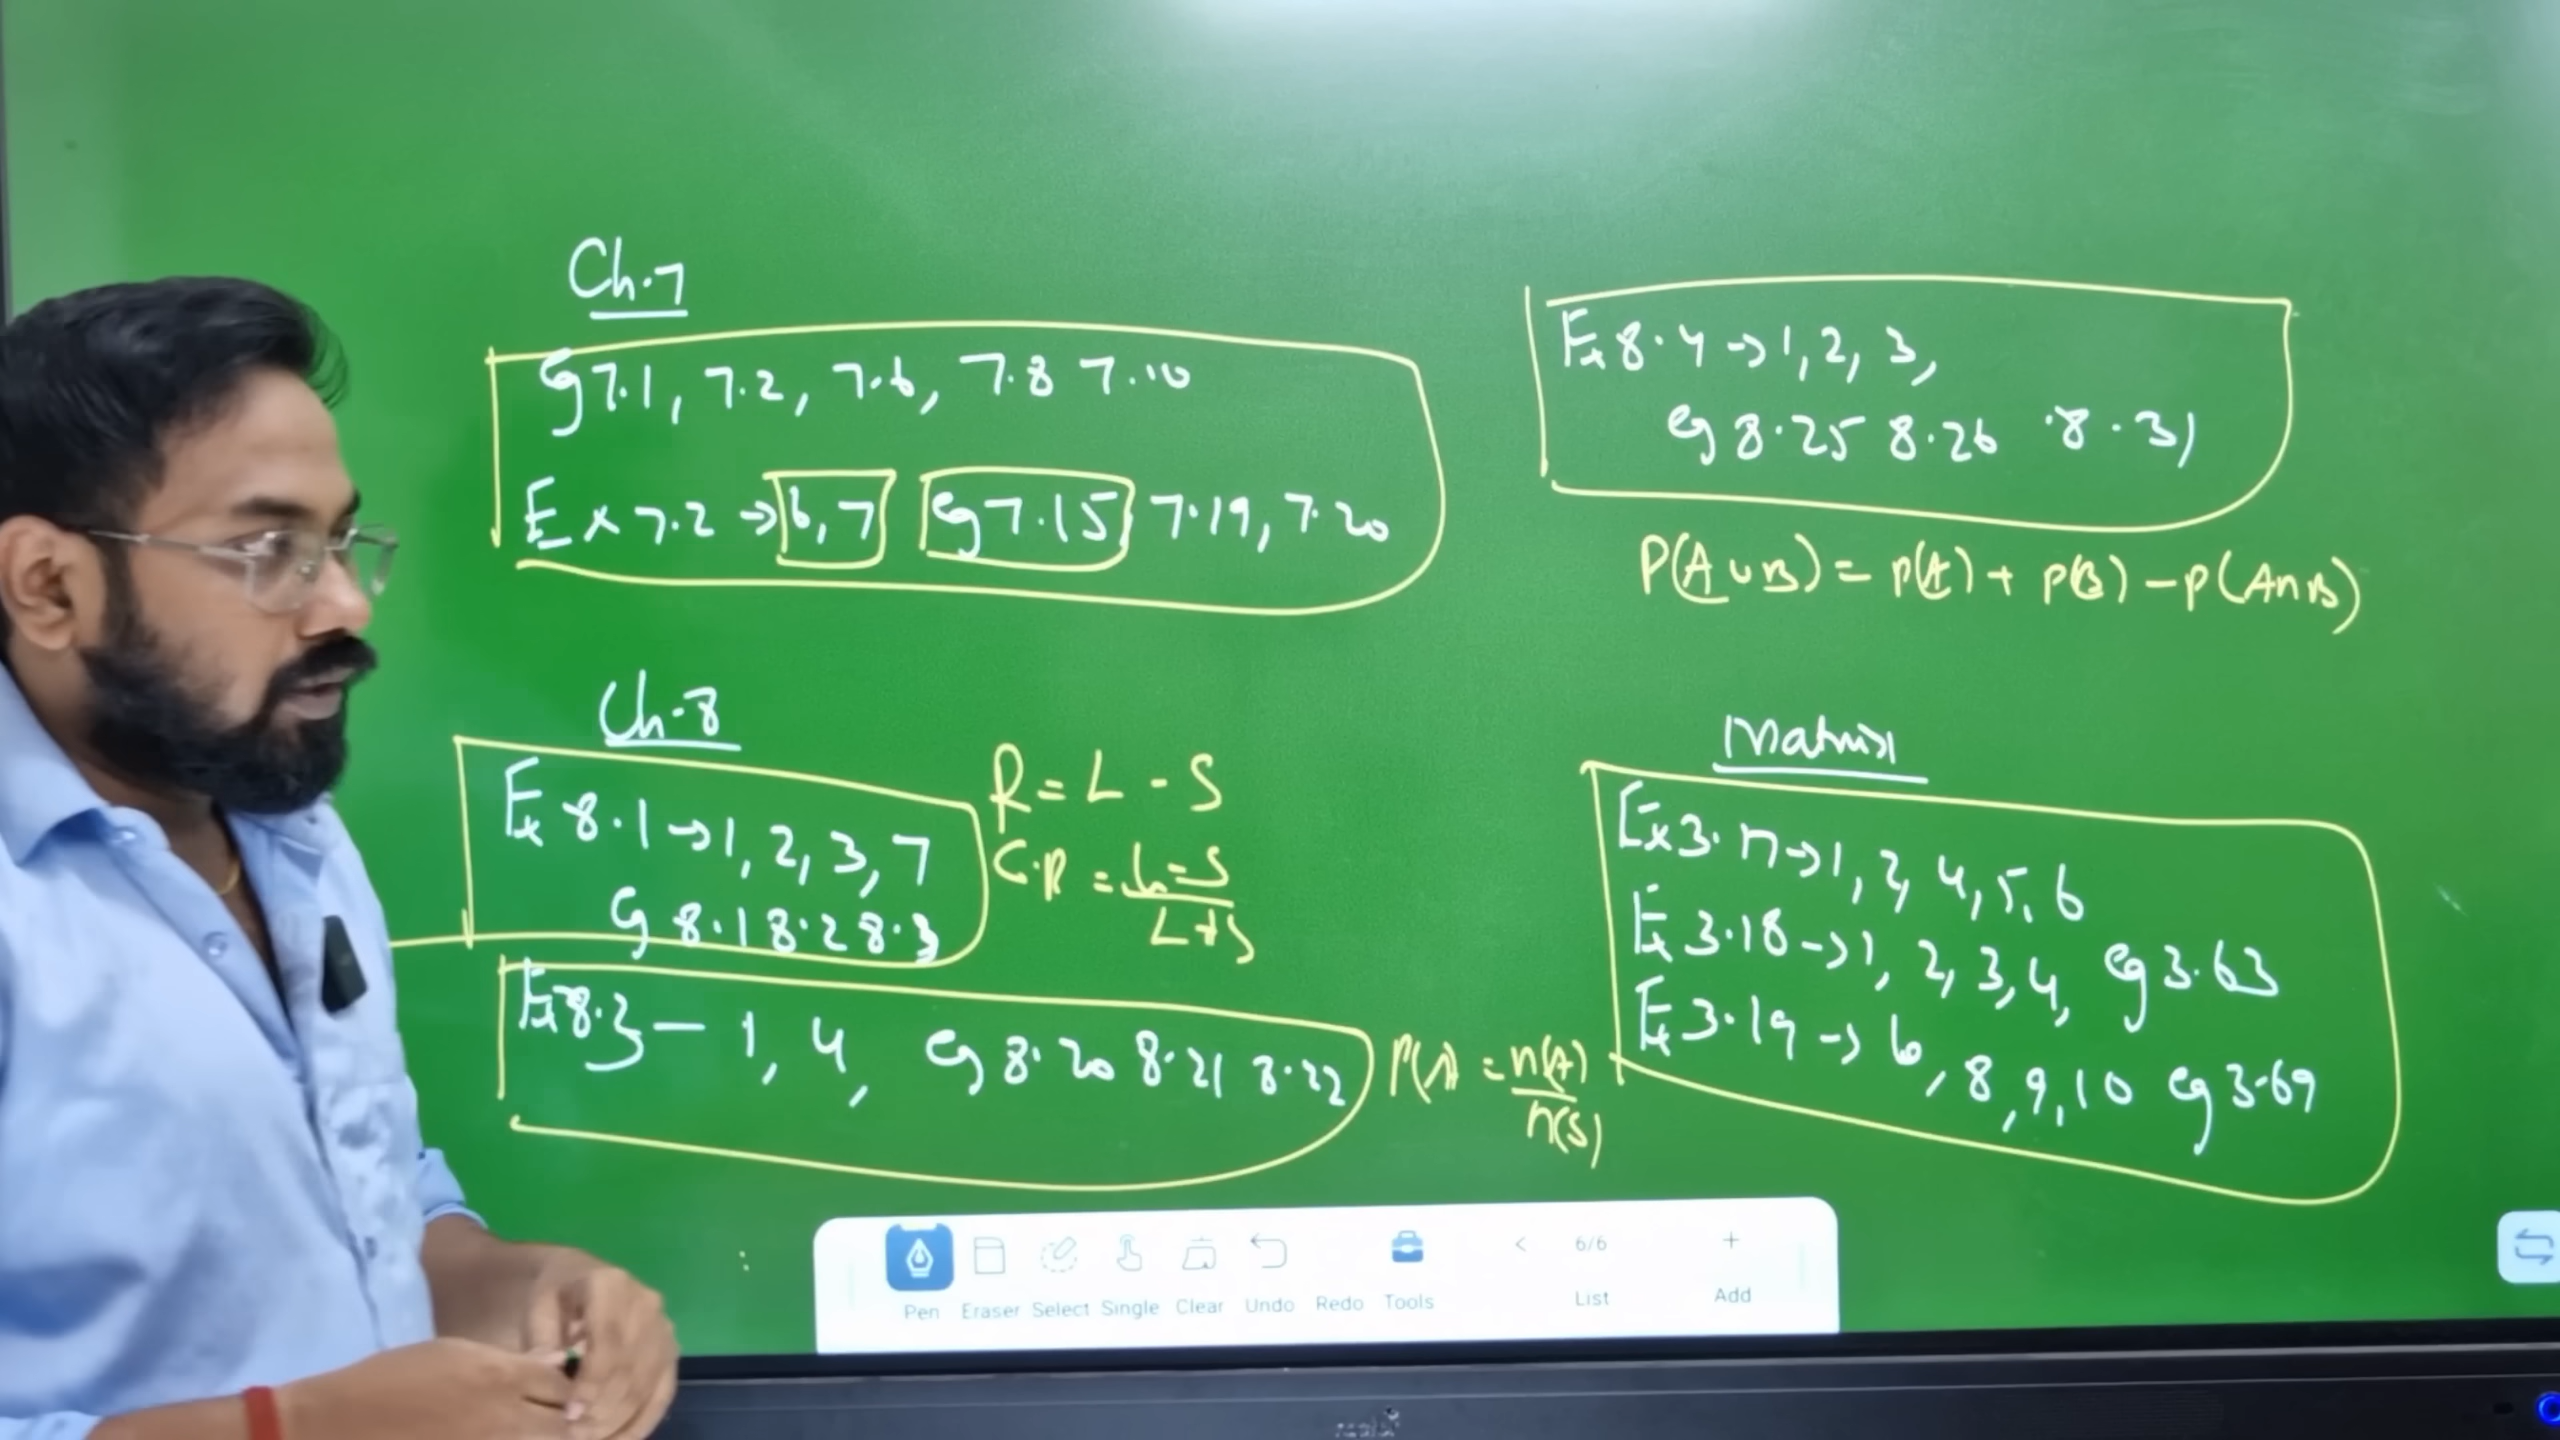 Ch.7
Eg 7.1, 7.2, 7.6, 7.8 7.10
Ex 7.2 → 6,7 Eg 7.15 7.19, 7.20
Ch-8
Ex 8.1 → 1, 2, 3, 7
Eg 8.1 8.2 8.3
R = L - S
C.R = L-S / L+S
Ex 8.3 — 1, 4, Eg 8.20 8.21 8.22
P(A) = n(A) / n(S)
Ex 8.4 → 1, 2, 3,
Eg 8.25 8.26 8.31
P(A∪B) = P(A) + P(B) - P(A∩B)
Matrix
Ex 3.17 → 1, 2, 4, 5, 6
Ex 3.18 → 1, 2, 3, 4, Eg 3.63
Ex 3.19 → 6, 8, 9, 10 Eg 3.69
Pen Eraser Select Single Clear Undo Redo Tools < 6/6 List + Add